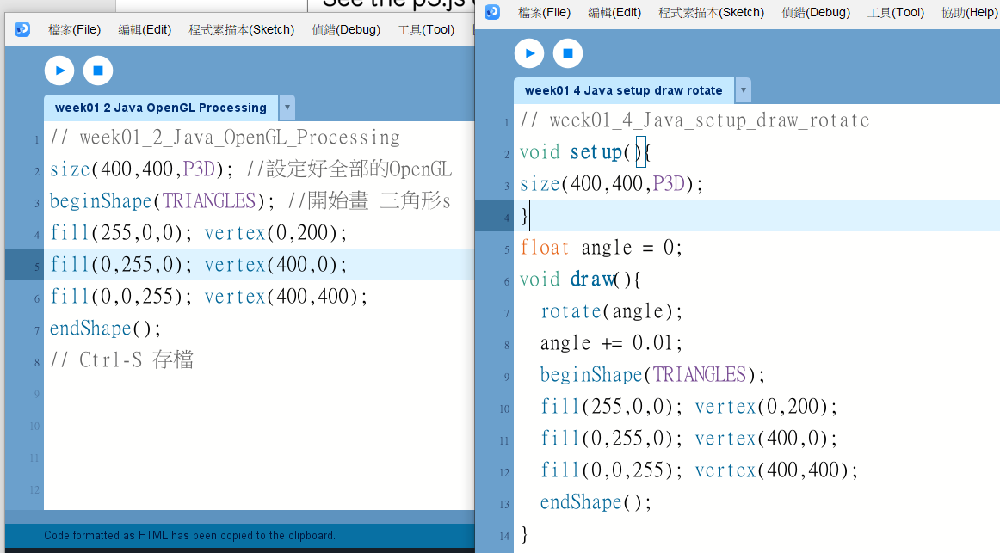 See the p5.js
檔案(File) 編輯(Edit) 程式素描本(Sketch) 偵錯(Debug) 工具(Tool)
week01 2 Java OpenGL Processing
1 // week01_2_Java_OpenGL_Processing
2 size(400,400,P3D); //設定好全部的OpenGL
3 beginShape(TRIANGLES); //開始畫 三角形s
4 fill(255,0,0); vertex(0,200);
5 fill(0,255,0); vertex(400,0);
6 fill(0,0,255); vertex(400,400);
7 endShape();
8 // Ctrl-S 存檔
9
10
11
12
Code formatted as HTML has been copied to the clipboard.
檔案(File) 編輯(Edit) 程式素描本(Sketch) 偵錯(Debug) 工具(Tool) 協助(Help)
week01 4 Java setup draw rotate
1 // week01_4_Java_setup_draw_rotate
2 void setup(){
3 size(400,400,P3D);
4 }
5 float angle = 0;
6 void draw(){
7 rotate(angle);
8 angle += 0.01;
9 beginShape(TRIANGLES);
10 fill(255,0,0); vertex(0,200);
11 fill(0,255,0); vertex(400,0);
12 fill(0,0,255); vertex(400,400);
13 endShape();
14 }